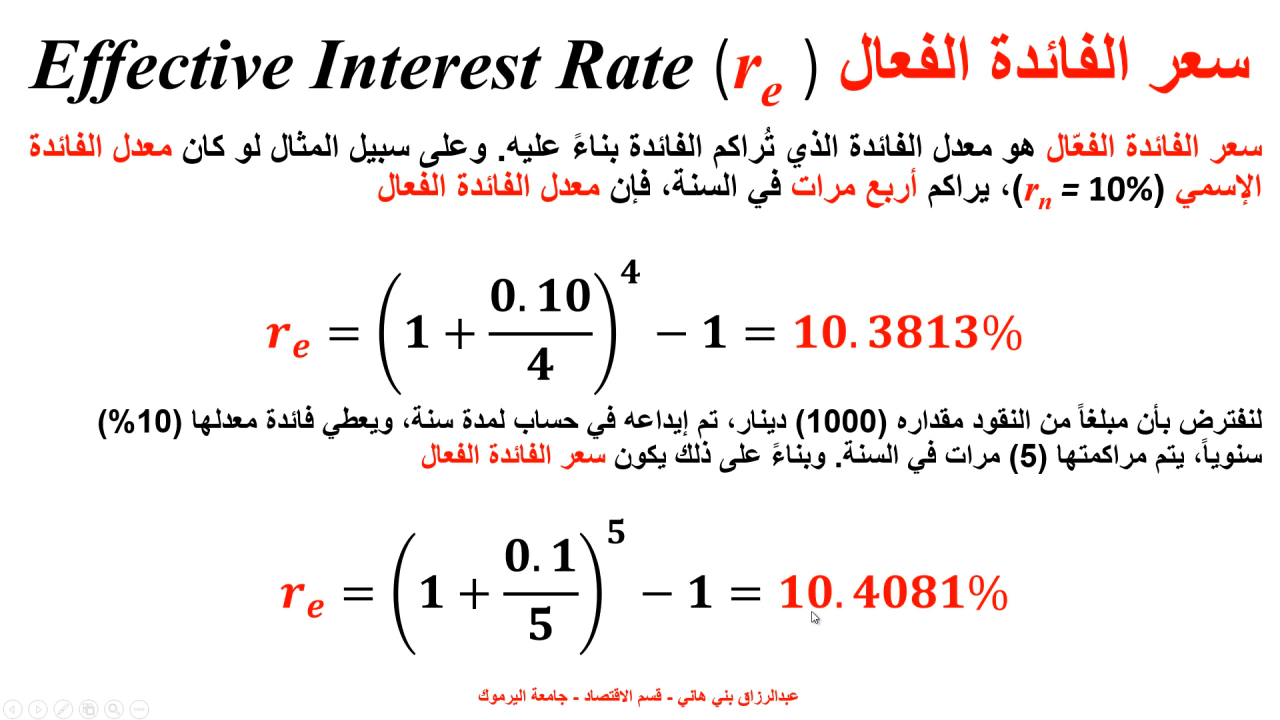 سعر الفائدة الفعال Effective Interest Rate (rₑ)
سعر الفائدة الفعّال هو معدل الفائدة الذي تُراكم الفائدة بناءً عليه. وعلى سبيل المثال لو كان معدل الفائدة
الإسمي (rₙ = 10%)، يراكم أربع مرات في السنة، فإن معدل الفائدة الفعال
rₑ = (1 + 0.10/4)⁴ − 1 = 10.3813%
لنفترض بأن مبلغاً من النقود مقداره (1000) دينار، تم إيداعه في حساب لمدة سنة، ويعطي فائدة معدلها (10%)
سنوياً، يتم مراكمتها (5) مرات في السنة. وبناءً على ذلك يكون سعر الفائدة الفعال
rₑ = (1 + 0.1/5)⁵ − 1 = 10.4081%
عبدالرزاق بني هاني - قسم الاقتصاد - جامعة اليرموك